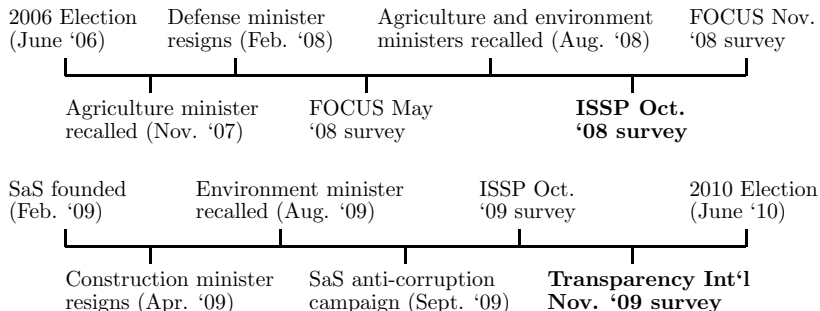 2006 Election
(June ‘06)
Defense minister
resigns (Feb. ‘08)
Agriculture and environment
ministers recalled (Aug. ‘08)
FOCUS Nov.
‘08 survey
Agriculture minister
recalled (Nov. ‘07)
FOCUS May
‘08 survey
ISSP Oct.
‘08 survey
SaS founded
(Feb. ‘09)
Environment minister
recalled (Aug. ‘09)
ISSP Oct.
‘09 survey
2010 Election
(June ‘10)
Construction minister
resigns (Apr. ‘09)
SaS anti-corruption
campaign (Sept. ‘09)
Transparency Int‘l
Nov. ‘09 survey